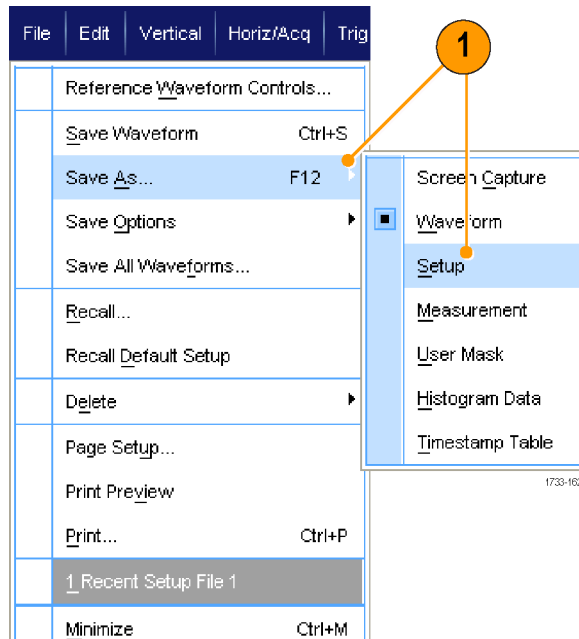 File Edit Vertical Horiz/Acq Trig
1
Reference Waveform Controls...
Save Waveform Ctrl+S
Save As... F12
Save Options
Save All Waveforms...
Recall...
Recall Default Setup
Delete
Page Setup...
Print Preview
Print... Ctrl+P
1 Recent Setup File 1
Minimize Ctrl+M
Screen Capture
Waveform
Setup
Measurement
User Mask
Histogram Data
Timestamp Table
1733-162